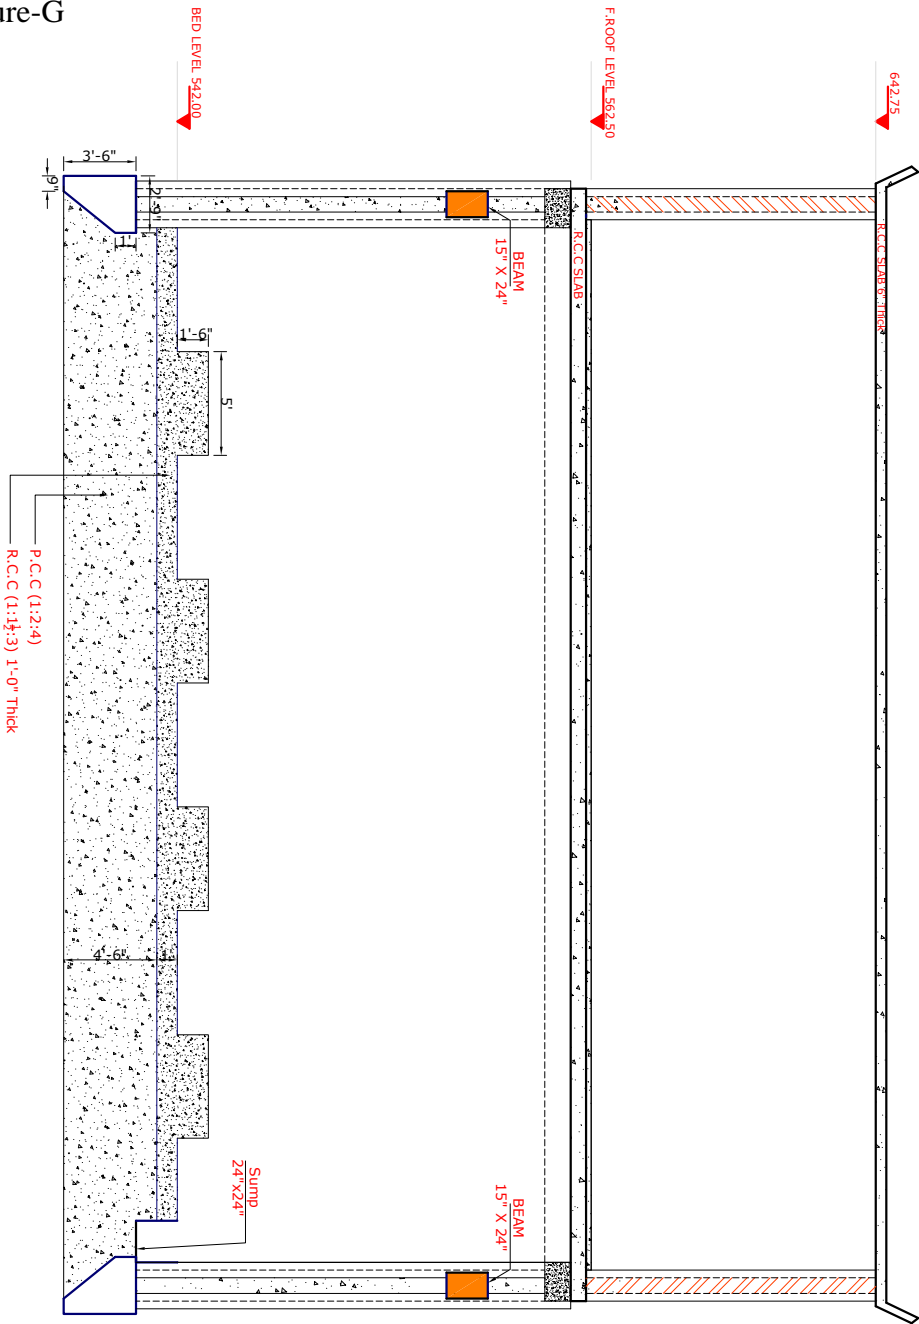 ure-G
BED LEVEL 542.00
F.ROOF LEVEL 562.50
642.75
3'-6"
9"
2'-9"
1'
BEAM
15" X 24"
R.C.C SLAB
R.C.C SLAB 6" Thick
1'-6"
5'
P.C.C (1:2:4)
R.C.C (1:1½:3) 1'-0" Thick
4'-6"
1'
Sump
24"x24"
BEAM
15" X 24"